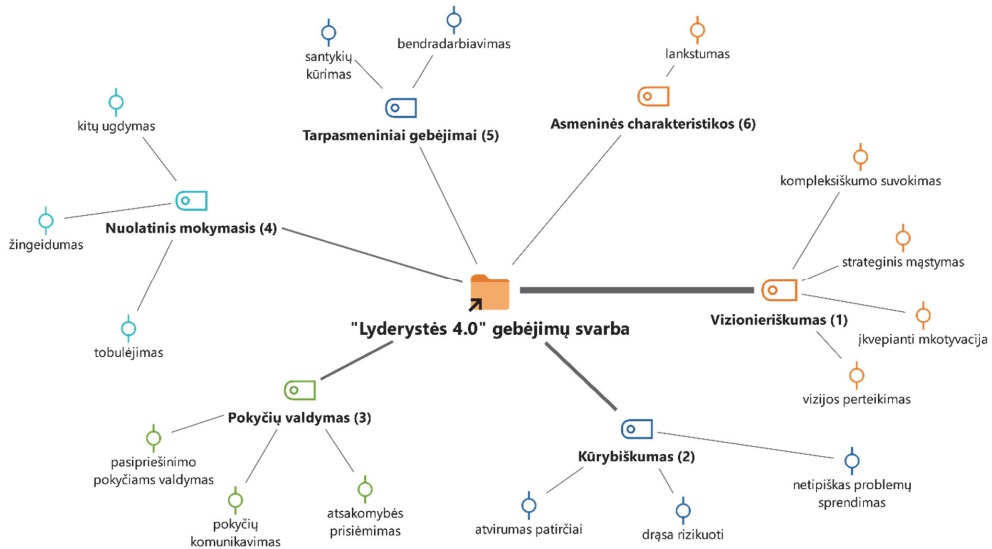 bendradarbiavimas
santykių
kūrimas
lankstumas
kitų ugdymas
Tarpasmeniniai gebėjimai (5)
Asmeninės charakteristikos (6)
kompleksiškumo suvokimas
Nuolatinis mokymasis (4)
žingeidumas
strateginis mąstymas
"Lyderystės 4.0" gebėjimų svarba
Vizionieriškumas (1)
įkvepianti mkotyvacija
tobulėjimas
vizijos perteikimas
Pokyčių valdymas (3)
Kūrybiškumas (2)
pasipriešinimo
pokyčiams valdymas
netipiškas problemų
sprendimas
pokyčių
komunikavimas
atsakomybės
prisiėmimas
atvirumas patirčiai
drąsa rizikuoti